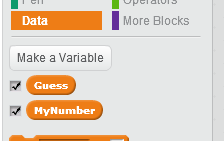 Pen Operators
Data More Blocks
Make a Variable
Guess
MyNumber